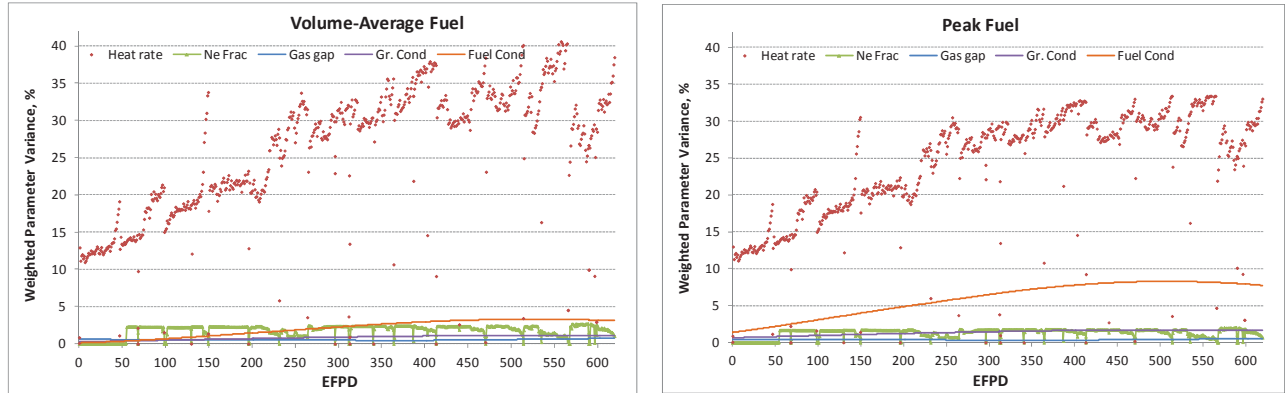 Volume-Average Fuel
Heat rate Ne Frac Gas gap Gr. Cond Fuel Cond
Weighted Parameter Variance, %
40
35
30
25
20
15
10
5
0
0 50 100 150 200 250 300 350 400 450 500 550 600
EFPD
Peak Fuel
Heat rate Ne Frac Gas gap Gr. Cond Fuel Cond
Weighted Parameter Variance, %
40
35
30
25
20
15
10
5
0
0 50 100 150 200 250 300 350 400 450 500 550 600
EFPD